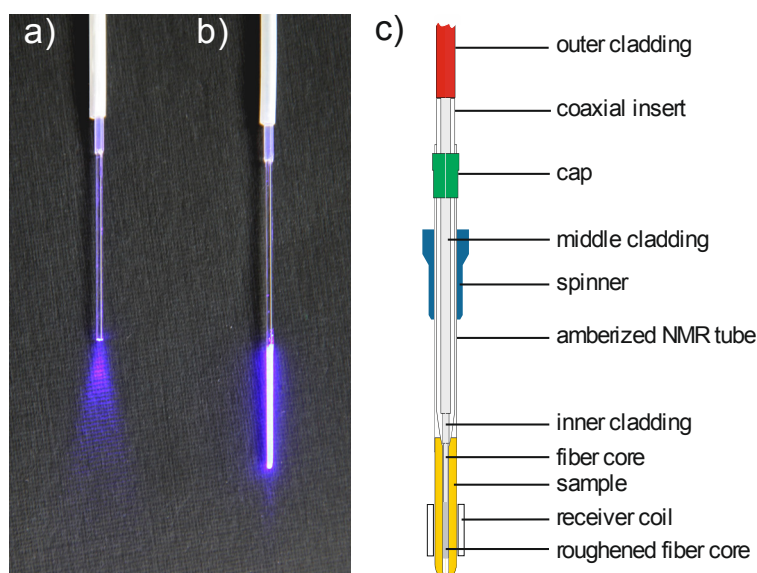 a)
b)
c)
outer cladding
coaxial insert
cap
middle cladding
spinner
amberized NMR tube
inner cladding
fiber core
sample
receiver coil
roughened fiber core